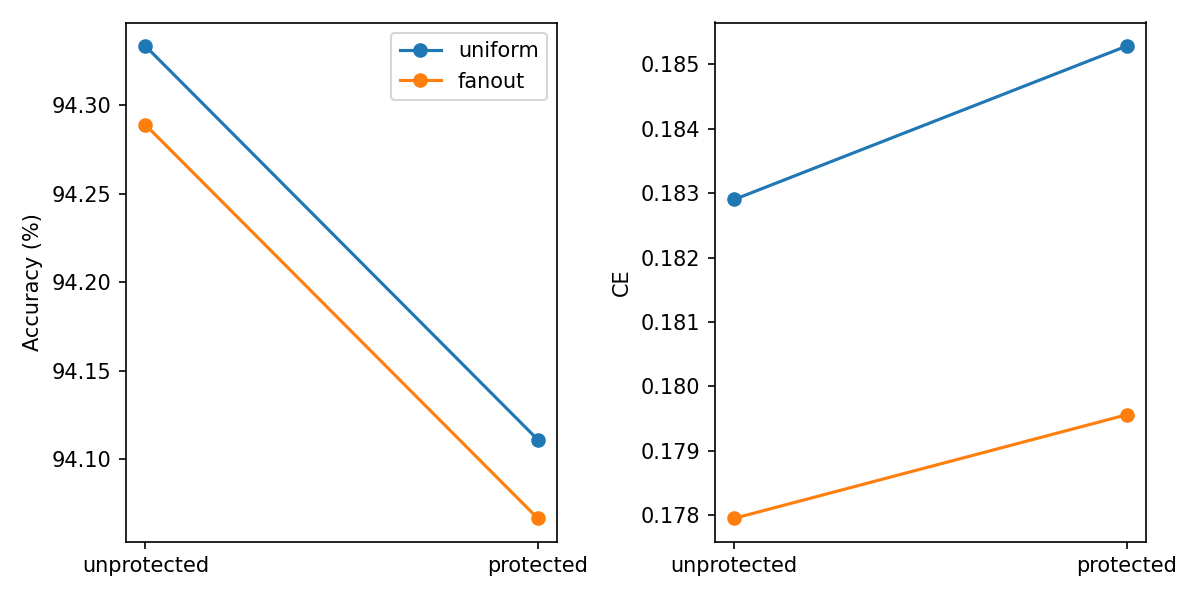 uniform
fanout
94.30
94.25
94.20
94.15
94.10
Accuracy (%)
unprotected protected
0.185
0.184
0.183
0.182
0.181
0.180
0.179
0.178
CE
unprotected protected